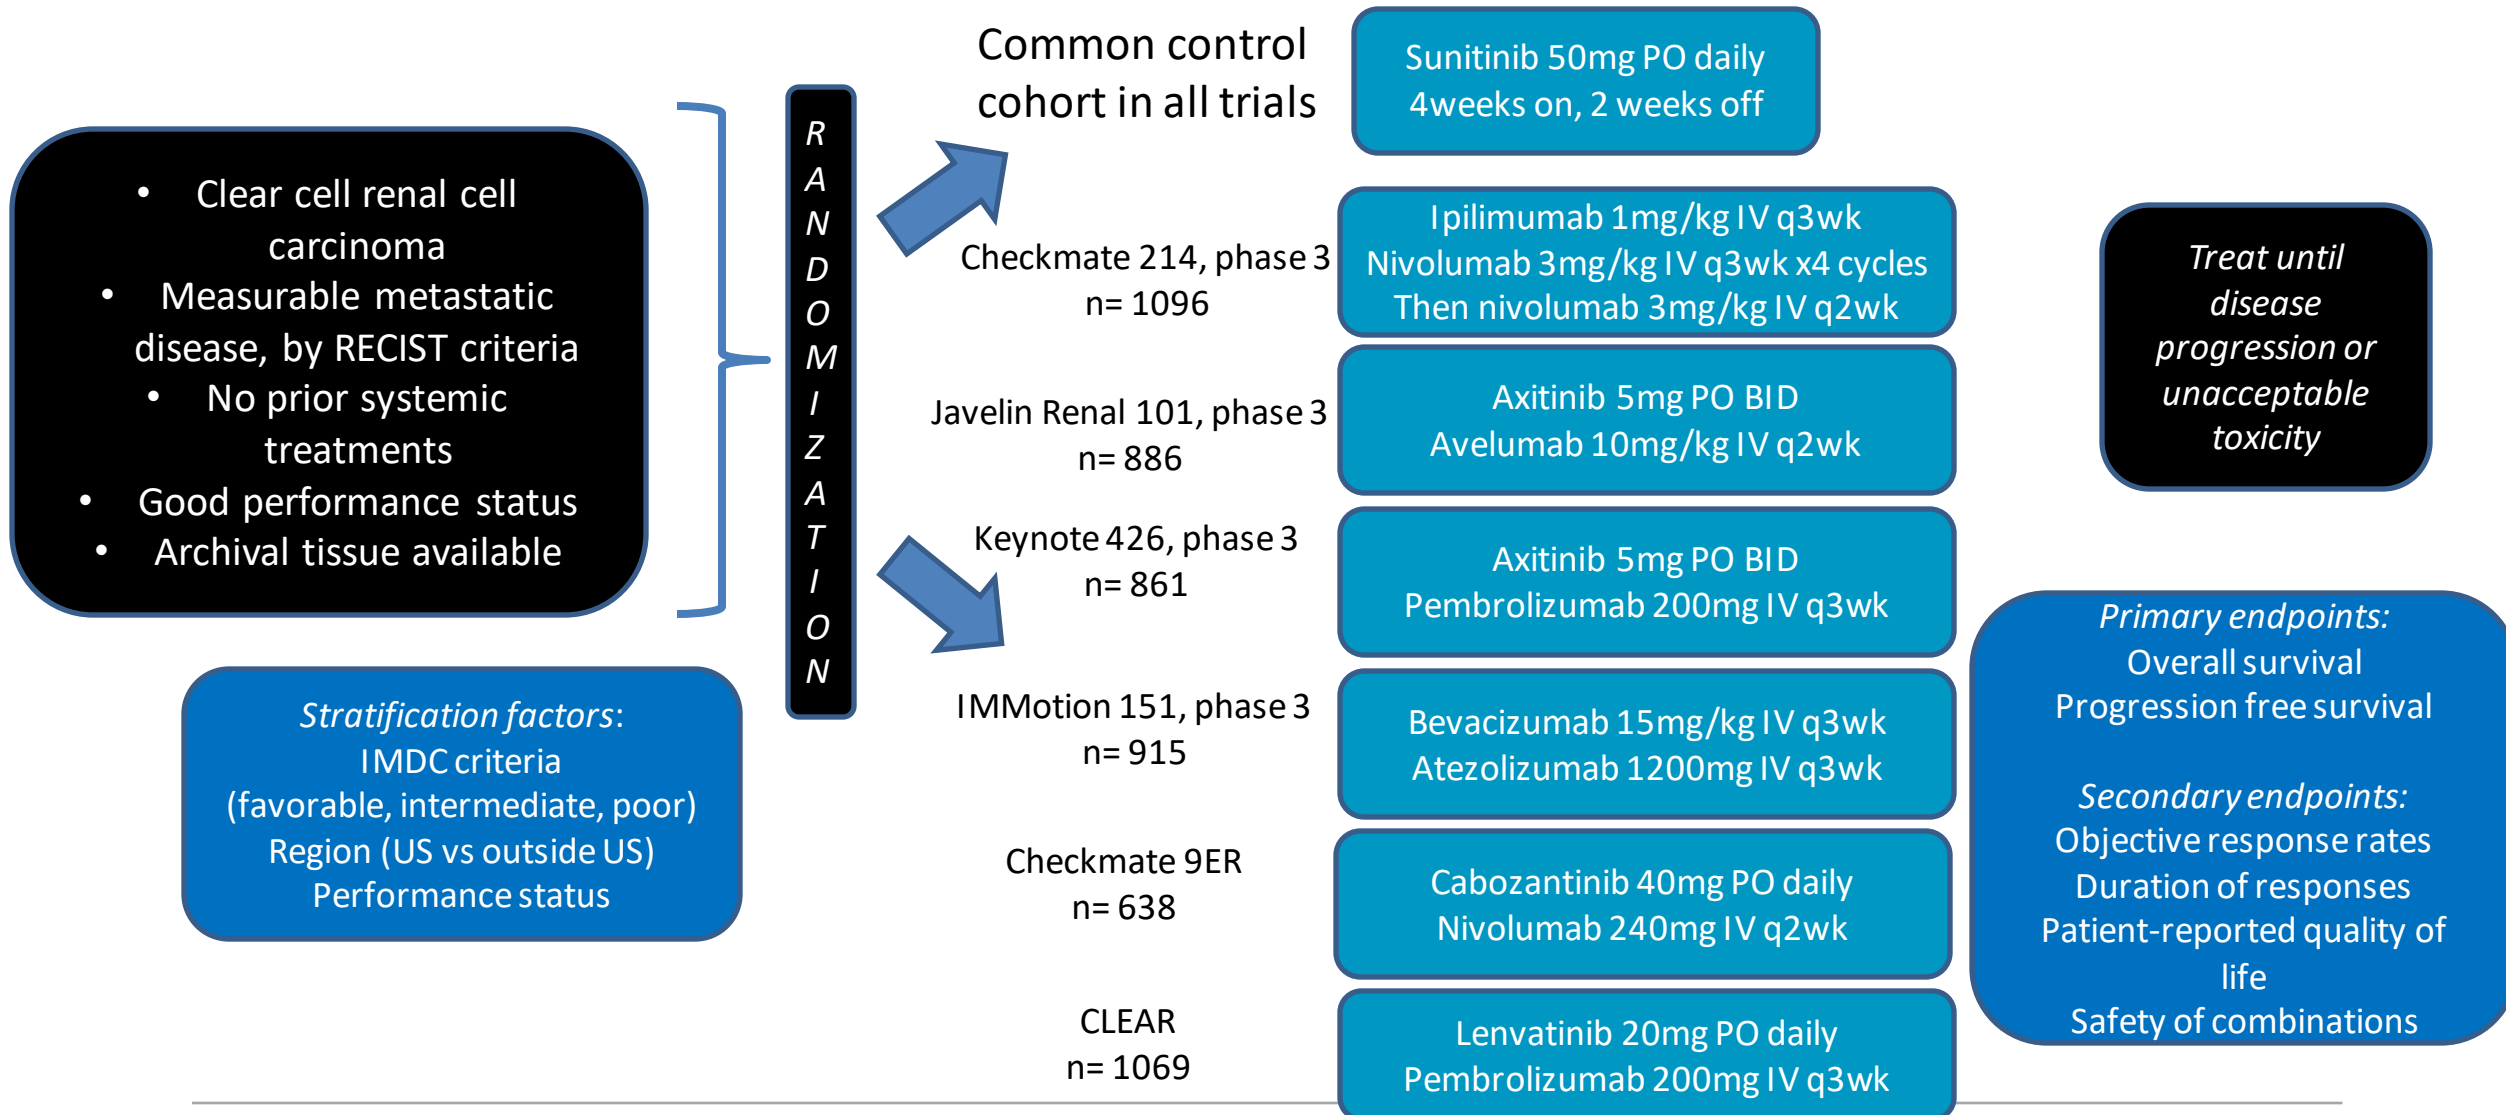 • Clear cell renal cell
carcinoma
• Measurable metastatic
disease, by RECIST criteria
• No prior systemic
treatments
• Good performance status
• Archival tissue available
Stratification factors:
IMDC criteria
(favorable, intermediate, poor)
Region (US vs outside US)
Performance status
R
A
N
D
O
M
I
Z
A
T
I
O
N
Common control
cohort in all trials
Sunitinib 50mg PO daily
4weeks on, 2 weeks off
Checkmate 214, phase 3
n= 1096
Ipilimumab 1mg/kg IV q3wk
Nivolumab 3mg/kg IV q3wk x4 cycles
Then nivolumab 3mg/kg IV q2wk
Javelin Renal 101, phase 3
n= 886
Axitinib 5mg PO BID
Avelumab 10mg/kg IV q2wk
Keynote 426, phase 3
n= 861
Axitinib 5mg PO BID
Pembrolizumab 200mg IV q3wk
IMMotion 151, phase 3
n= 915
Bevacizumab 15mg/kg IV q3wk
Atezolizumab 1200mg IV q3wk
Checkmate 9ER
n= 638
Cabozantinib 40mg PO daily
Nivolumab 240mg IV q2wk
CLEAR
n= 1069
Lenvatinib 20mg PO daily
Pembrolizumab 200mg IV q3wk
Treat until
disease
progression or
unacceptable
toxicity
Primary endpoints:
Overall survival
Progression free survival
Secondary endpoints:
Objective response rates
Duration of responses
Patient-reported quality of
life
Safety of combinations